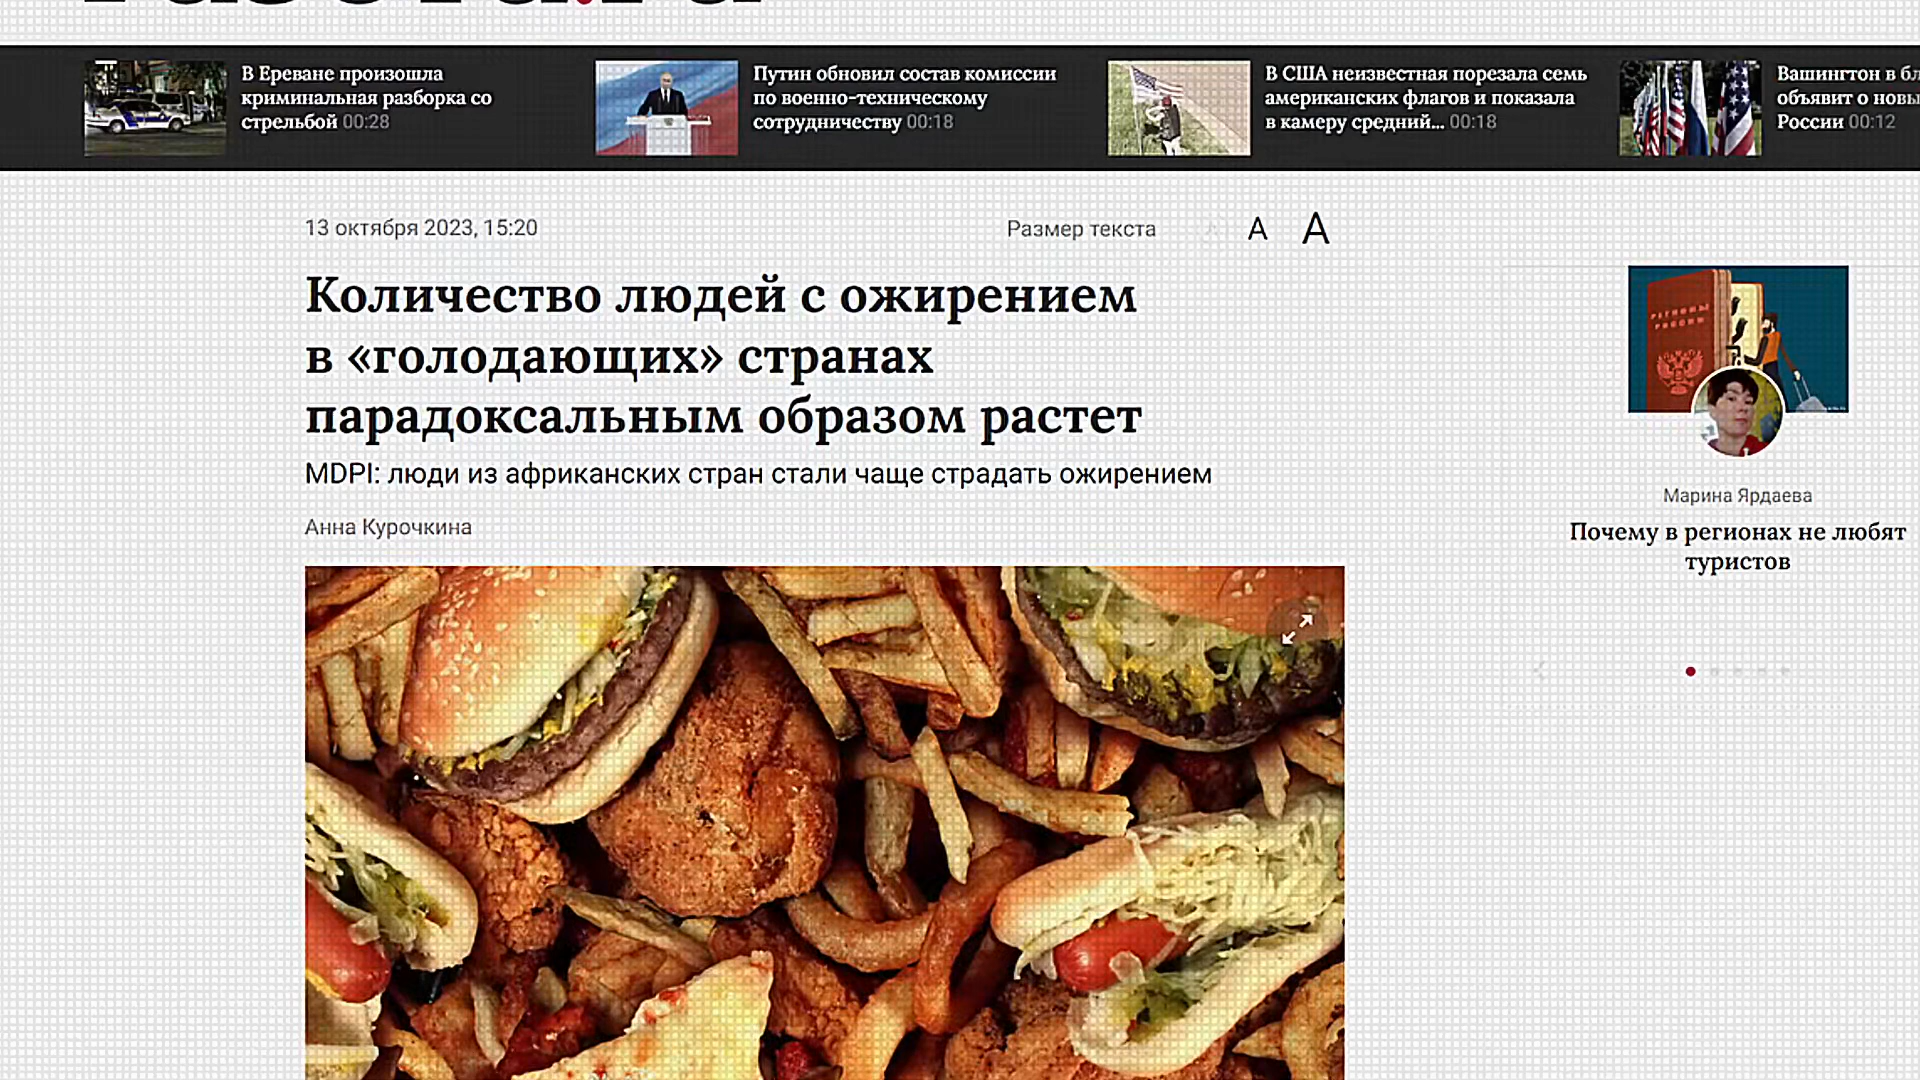 В Ереване произошла
криминальная разборка со
стрельбой 00:28
Путин обновил состав комиссии
по военно-техническому
сотрудничеству 00:18
В США неизвестная порезала семь
американских флагов и показала
в камеру средний... 00:18
Вашингтон в
объявит о
России 00:12
13 октября 2023, 15:20
Размер текста A A A
Количество людей с ожирением
в «голодающих» странах
парадоксальным образом растет
MDPI: люди из африканских стран стали чаще страдать ожирением
Анна Курочкина
РЕГИОНЫ
РОССИИ
Марина Ярдаева
Почему в регионах не любят
туристов